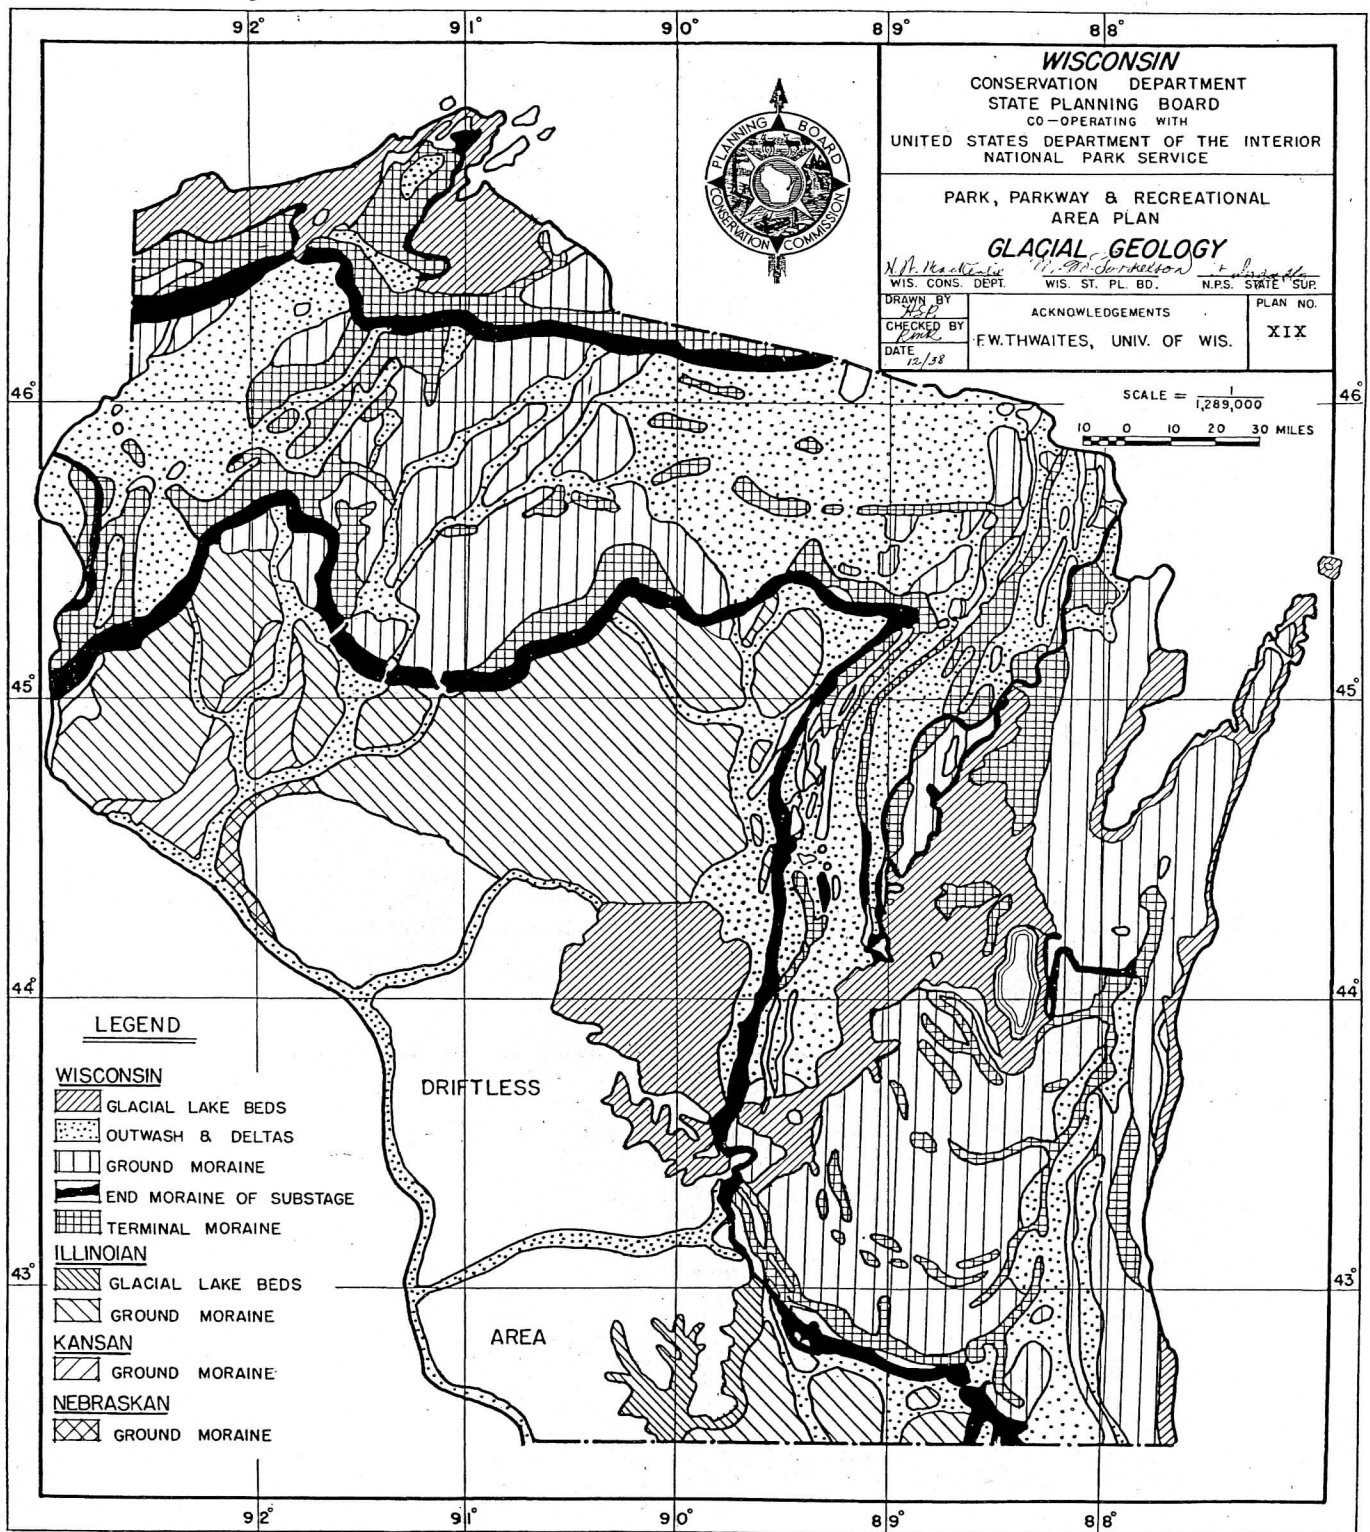 92° 91° 90° 89° 88°
WISCONSIN
CONSERVATION DEPARTMENT
STATE PLANNING BOARD
CO-OPERATING WITH
UNITED STATES DEPARTMENT OF THE INTERIOR
NATIONAL PARK SERVICE
PARK, PARKWAY & RECREATIONAL
AREA PLAN
GLACIAL GEOLOGY
WIS. CONS. DEPT. WIS. ST. PL. BD. N.P.S. STATE SUP.
DRAWN BY
CHECKED BY
DATE
12/38
ACKNOWLEDGEMENTS
F.W.THWAITES, UNIV. OF WIS.
PLAN NO.
XIX
PLANNING BOARD
CONSERVATION COMMISSION
SCALE = 1
1,289,000
10 0 10 20 30 MILES
46° 46°
45° 45°
44° 44°
43° 43°
DRIFTLESS
AREA
LEGEND
WISCONSIN
GLACIAL LAKE BEDS
OUTWASH & DELTAS
GROUND MORAINE
END MORAINE OF SUBSTAGE
TERMINAL MORAINE
ILLINOIAN
GLACIAL LAKE BEDS
GROUND MORAINE
KANSAN
GROUND MORAINE
NEBRASKAN
GROUND MORAINE
92° 91° 90° 89° 88°